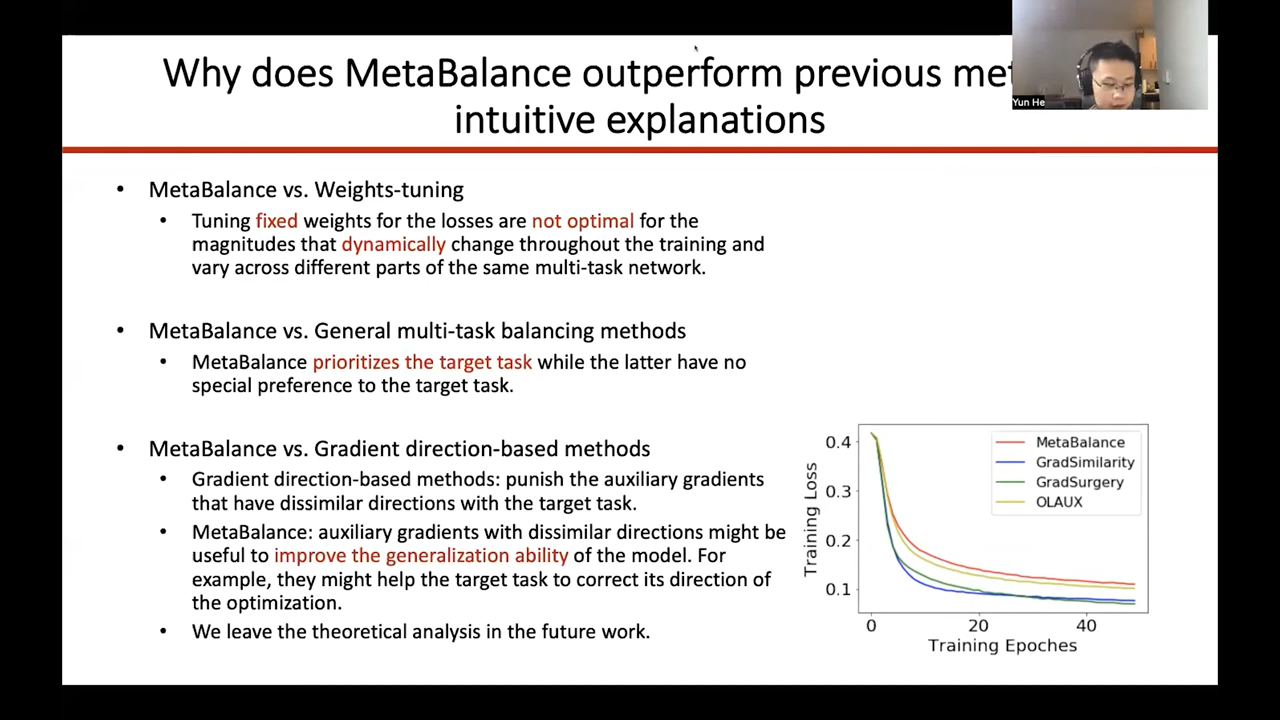 Why does MetaBalance outperform previous met
intuitive explanations
Yun He
• MetaBalance vs. Weights-tuning
• Tuning fixed weights for the losses are not optimal for the
magnitudes that dynamically change throughout the training and
vary across different parts of the same multi-task network.
• MetaBalance vs. General multi-task balancing methods
• MetaBalance prioritizes the target task while the latter have no
special preference to the target task.
• MetaBalance vs. Gradient direction-based methods
• Gradient direction-based methods: punish the auxiliary gradients
that have dissimilar directions with the target task.
• MetaBalance: auxiliary gradients with dissimilar directions might be
useful to improve the generalization ability of the model. For
example, they might help the target task to correct its direction of
the optimization.
• We leave the theoretical analysis in the future work.
MetaBalance
GradSimilarity
GradSurgery
OLAUX
Training Loss
0.4
0.3
0.2
0.1
0 20 40
Training Epoches